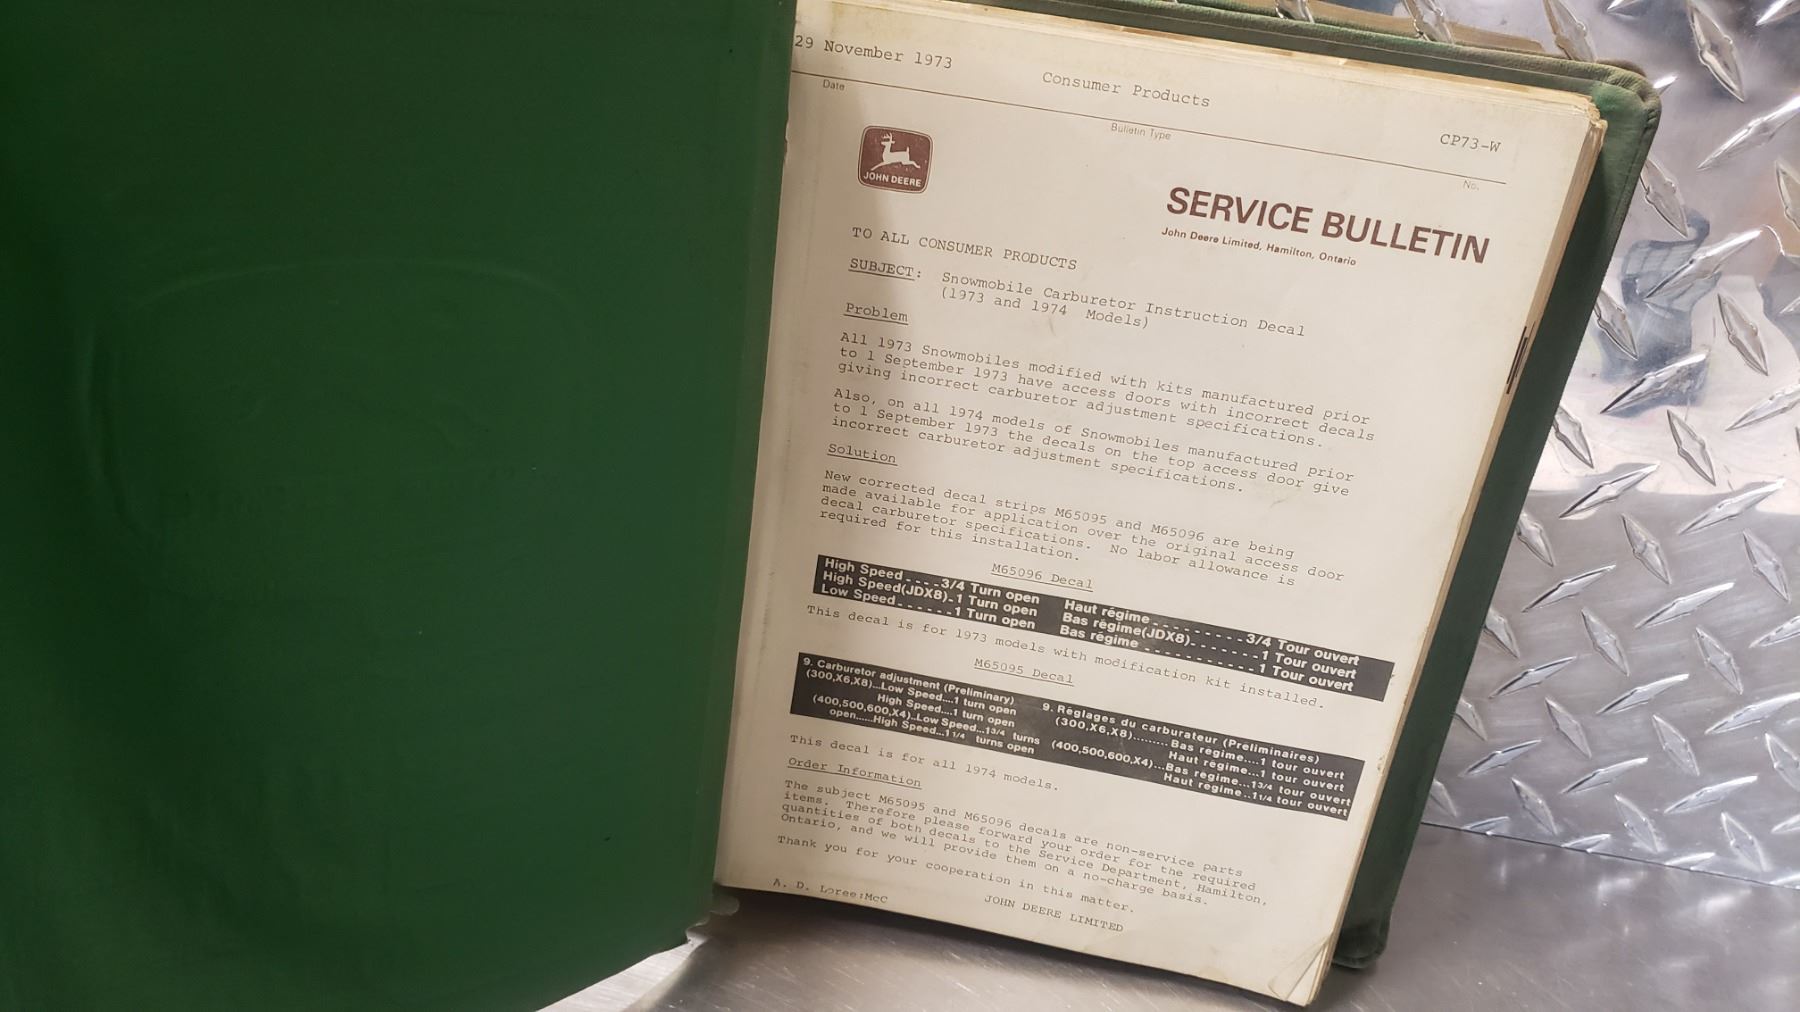 29 November 1973
Consumer Products
CP73-W
Date
Bulletin Type
No.
JOHN DEERE
SERVICE BULLETIN
John Deere Limited, Hamilton, Ontario
TO ALL CONSUMER PRODUCTS
SUBJECT: Snowmobile Carburetor Instruction Decal
(1973 and 1974 Models)
Problem
All 1973 Snowmobiles modified with kits manufactured prior
to 1 September 1973 have access doors with incorrect decals
giving incorrect carburetor adjustment specifications.
Also, on all 1974 models of Snowmobiles manufactured prior
to 1 September 1973 the decals on the top access door give
incorrect carburetor adjustment specifications.
Solution
New corrected decal strips M65095 and M65096 are being
made available for application over the original access door
decal carburetor specifications. No labor allowance is
required for this installation.
M65096 Decal
High Speed----3/4 Turn open
High Speed(JDX8)-1 Turn open
Low Speed-------1 Turn open
Haut régime----------3/4 Tour ouvert
Bas régime(JDX8)-------1 Tour ouvert
Bas régime ------------1 Tour ouvert
This decal is for 1973 models with modification kit installed.
M65095 Decal
9. Carburetor adjustment (Preliminary)
(300,X6,X8)...Low Speed....1 turn open
High Speed....1 turn open
(400,500,600,X4)..Low Speed...1 3/4 turns
open......High Speed...1 1/4 turns open
9. Réglages du carburateur (Preliminaires)
(300,X6,X8)........Bas régime....1 tour ouvert
Haut régime....1 tour ouvert
(400,500,600,X4)...Bas régime...1 3/4 tour ouvert
Haut régime..1 1/4 tour ouvert
This decal is for all 1974 models.
Order Information
The subject M65095 and M65096 decals are non-service parts
items. Therefore please forward your order for the required
quantities of both decals to the Service Department, Hamilton,
Ontario, and we will provide them on a no-charge basis.
Thank you for your cooperation in this matter.
A. D. Loree:McC
JOHN DEERE LIMITED